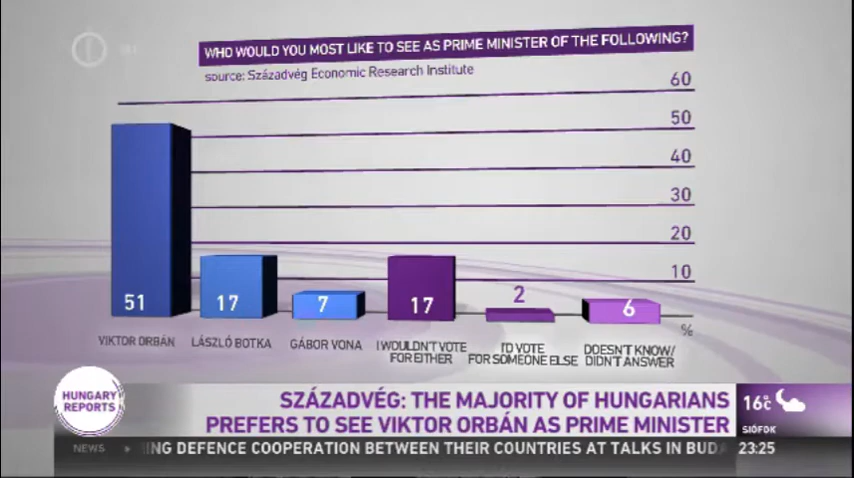 WHO WOULD YOU MOST LIKE TO SEE AS PRIME MINISTER OF THE FOLLOWING?
source: Századvég Economic Research Institute
60
50
40
30
20
10
%
51
17
7
17
2
6
VIKTOR ORBÁN
LÁSZLÓ BOTKA
GÁBOR VONA
I WOULDN'T VOTE
FOR EITHER
I'D VOTE
FOR SOMEONE ELSE
DOESN'T KNOW/
DIDN'T ANSWER
HUNGARY
REPORTS
SZÁZADVÉG: THE MAJORITY OF HUNGARIANS
PREFERS TO SEE VIKTOR ORBÁN AS PRIME MINISTER
16°C
SIÓFOK
NEWS
ING DEFENCE COOPERATION BETWEEN THEIR COUNTRIES AT TALKS IN BUDA
23:25